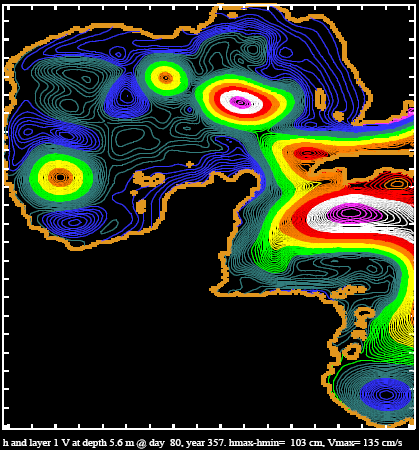 h and layer 1 V at depth 5.6 m @ day 80, year 357. hmax-hmin= 103 cm, Vmax= 135 cm/s